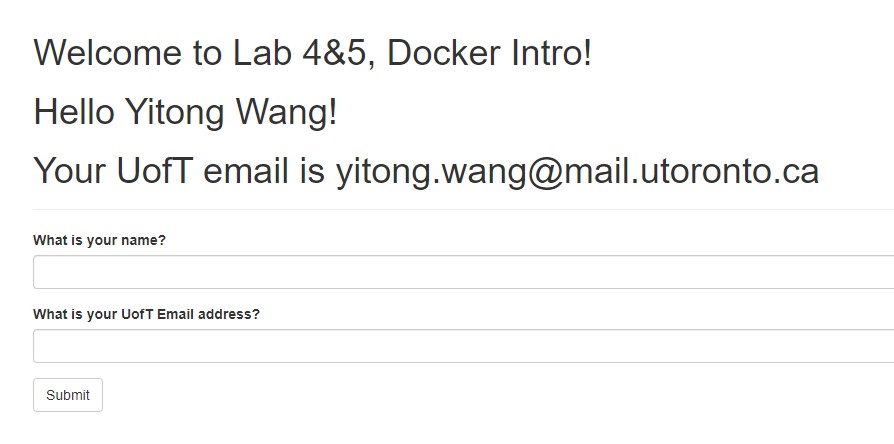 Welcome to Lab 4&5, Docker Intro!
Hello Yitong Wang!
Your UofT email is yitong.wang@mail.utoronto.ca
What is your name?
What is your UofT Email address?
Submit